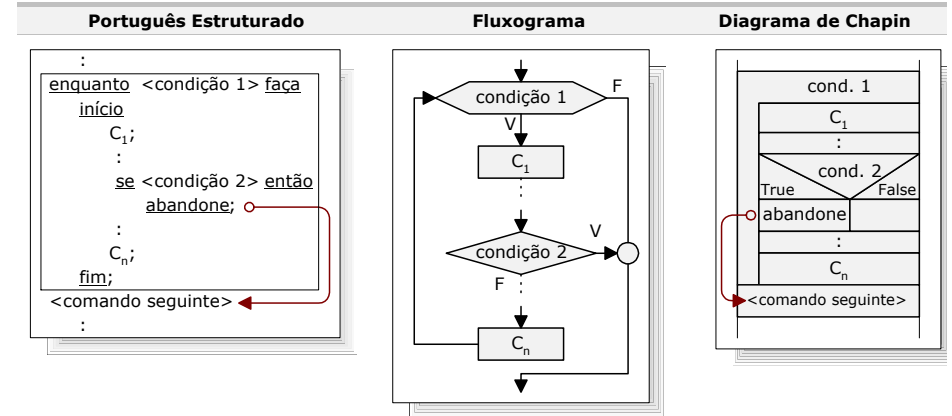 Português Estruturado
Fluxograma
Diagrama de Chapin
:
enquanto <condição 1> faça
início
C₁;
:
se <condição 2> então
abandone;
:
Cₙ;
fim;
<comando seguinte>
:
condição 1
F
V
C₁
:
condição 2
V
F
:
Cₙ
cond. 1
C₁
:
cond. 2
True
False
abandone
:
Cₙ
<comando seguinte>